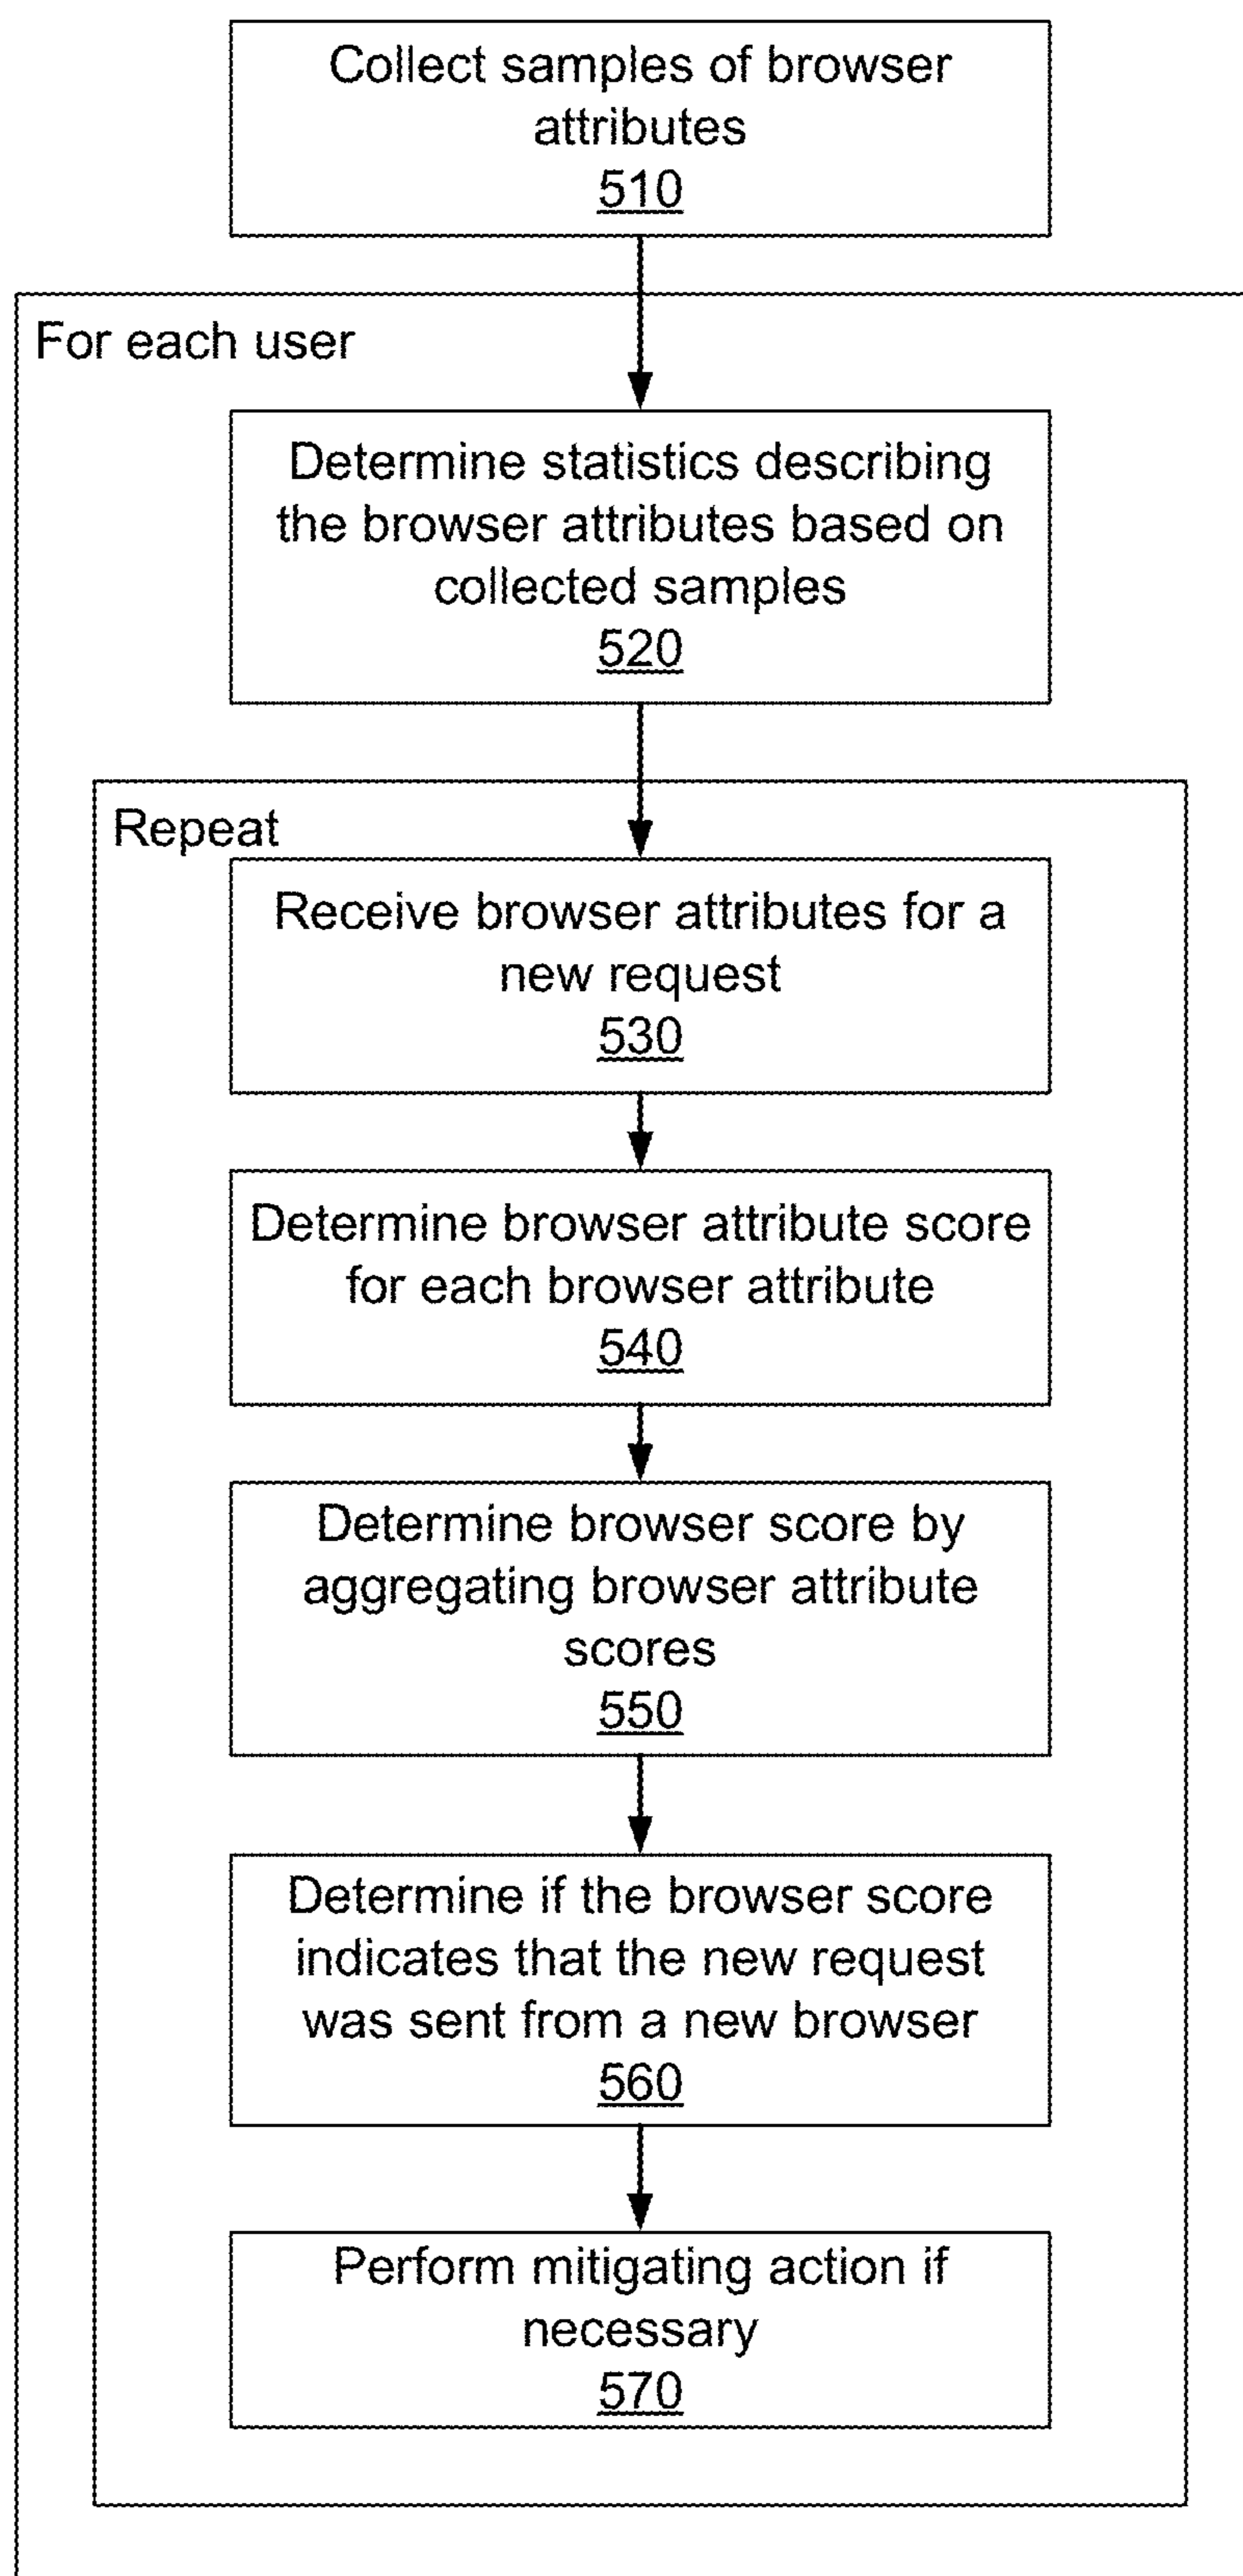 Collect samples of browser
attributes
510
For each user
Determine statistics describing
the browser attributes based on
collected samples
520
Repeat
Receive browser attributes for a
new request
530
Determine browser attribute score
for each browser attribute
540
Determine browser score by
aggregating browser attribute
scores
550
Determine if the browser score
indicates that the new request
was sent from a new browser
560
Perform mitigating action if
necessary
570